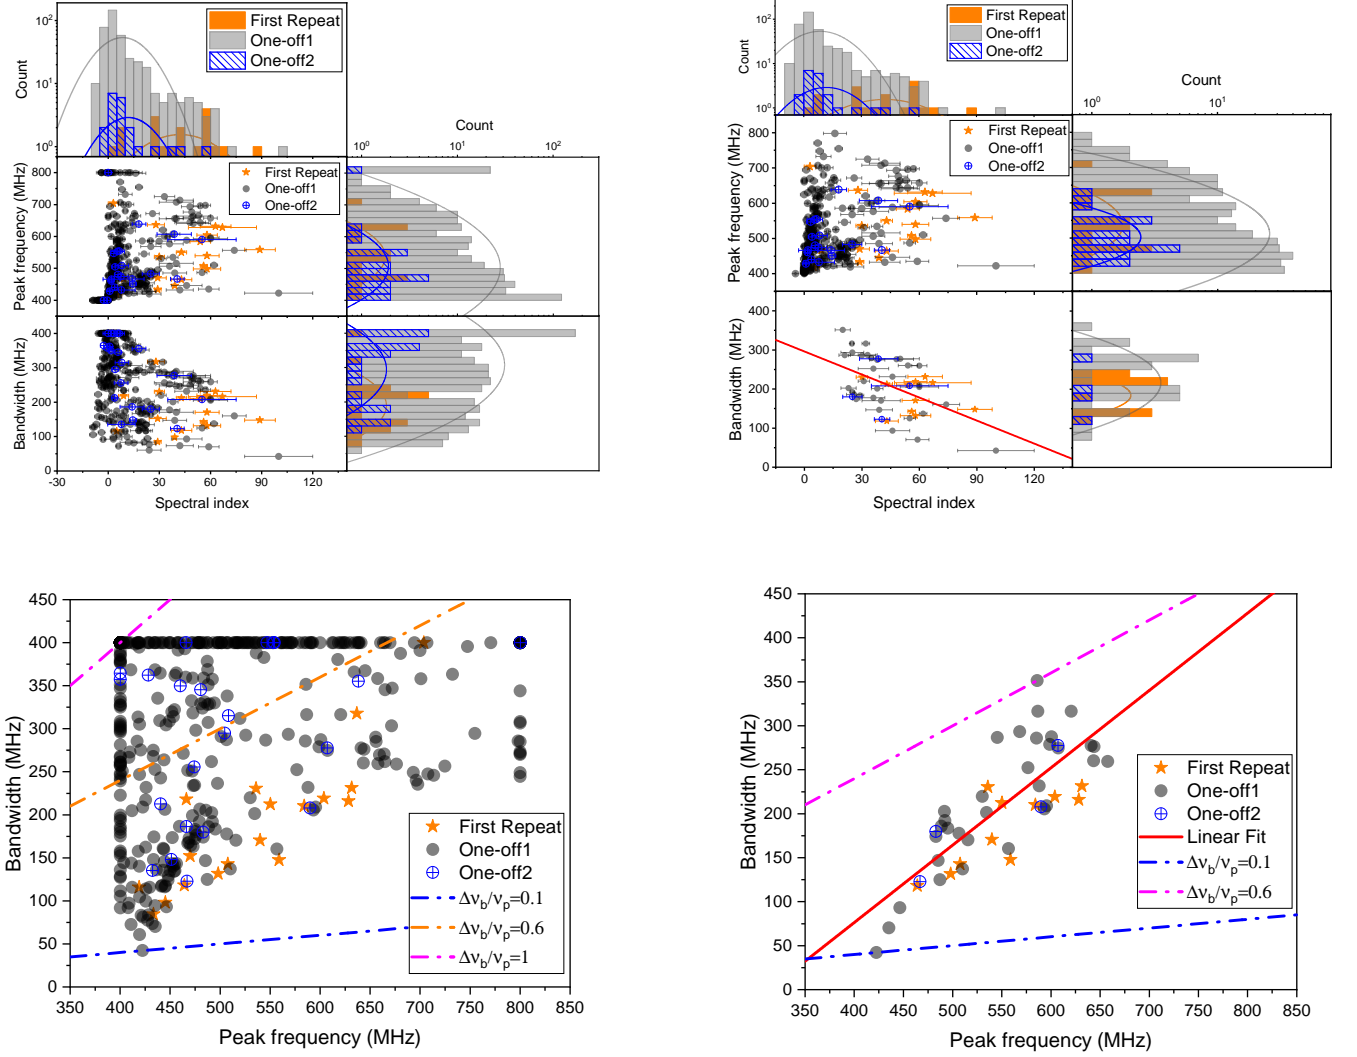 First Repeat
One-off1
One-off2
Count
10²
10¹
10⁰
Count
10⁰ 10¹ 10²
First Repeat
One-off1
One-off2
Peak frequency (MHz)
800
700
600
500
400
Bandwidth (MHz)
400
300
200
100
0
-30 0 30 60 90 120
Spectral index
First Repeat
One-off1
One-off2
Count
10²
10¹
10⁰
Count
10⁰ 10¹
First Repeat
One-off1
One-off2
Peak frequency (MHz)
800
700
600
500
400
Bandwidth (MHz)
400
300
200
100
0
0 30 60 90 120
Spectral index
Bandwidth (MHz)
450
400
350
300
250
200
150
100
50
0
First Repeat
One-off1
One-off2
Δν_b/ν_p=0.1
Δν_b/ν_p=0.6
Δν_b/ν_p=1
350 400 450 500 550 600 650 700 750 800 850
Peak frequency (MHz)
Bandwidth (MHz)
450
400
350
300
250
200
150
100
50
0
First Repeat
One-off1
One-off2
Linear Fit
Δν_b/ν_p=0.1
Δν_b/ν_p=0.6
350 400 450 500 550 600 650 700 750 800 850
Peak frequency (MHz)